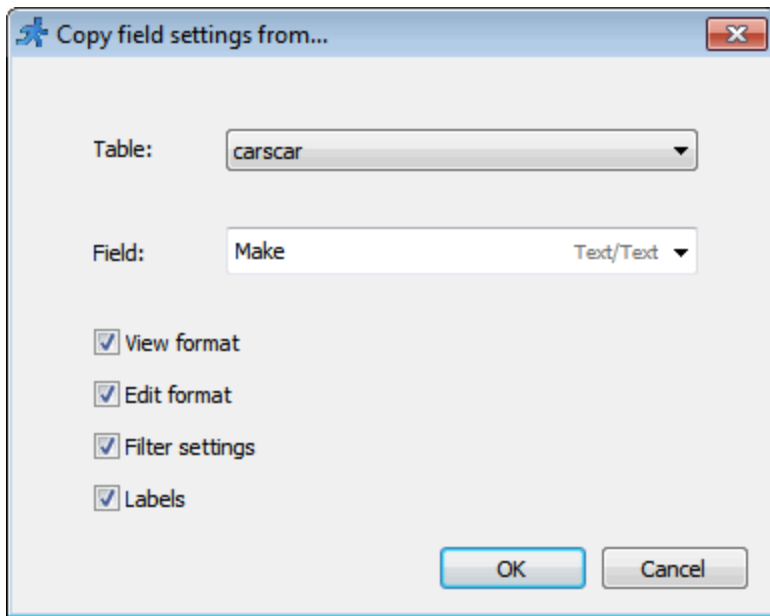 Copy field settings from...
Table: carscar
Field: Make Text/Text
View format
Edit format
Filter settings
Labels
OK Cancel